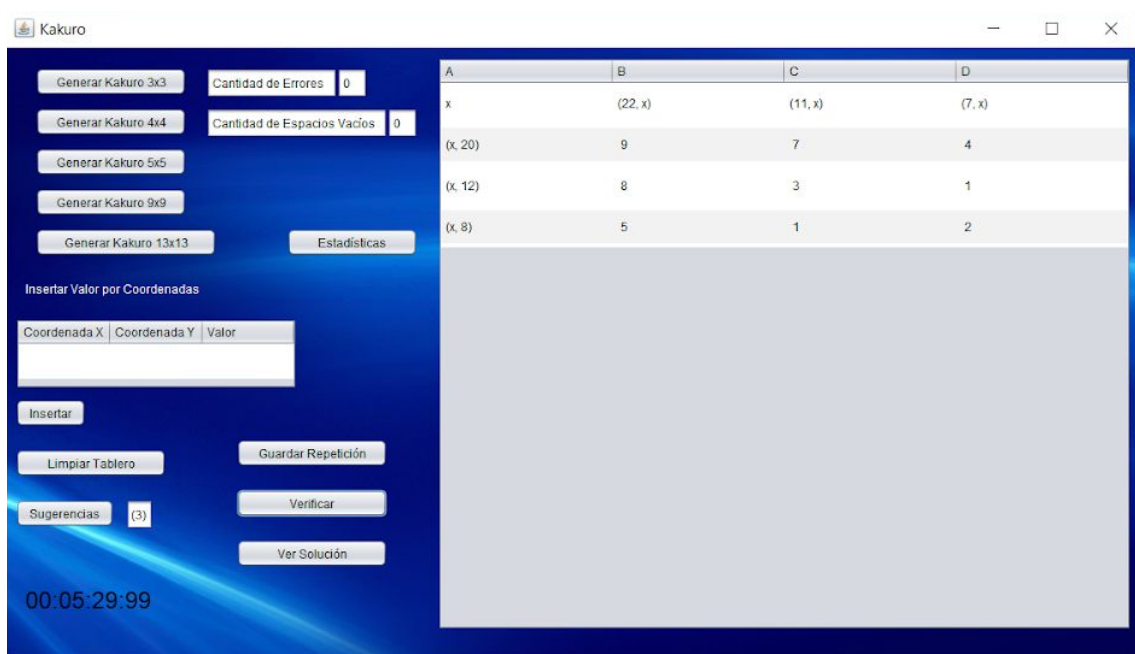 Kakuro
Generar Kakuro 3x3
Cantidad de Errores 0
Generar Kakuro 4x4
Cantidad de Espacios Vacíos 0
Generar Kakuro 5x5
Generar Kakuro 9x9
Generar Kakuro 13x13
Estadísticas
Insertar Valor por Coordenadas
Coordenada X Coordenada Y Valor
Insertar
Limpiar Tablero
Guardar Repetición
Sugerencias (3)
Verificar
Ver Solución
00:05:29:99
A B C D
x (22, x) (11, x) (7, x)
(x, 20) 9 7 4
(x, 12) 8 3 1
(x, 8) 5 1 2